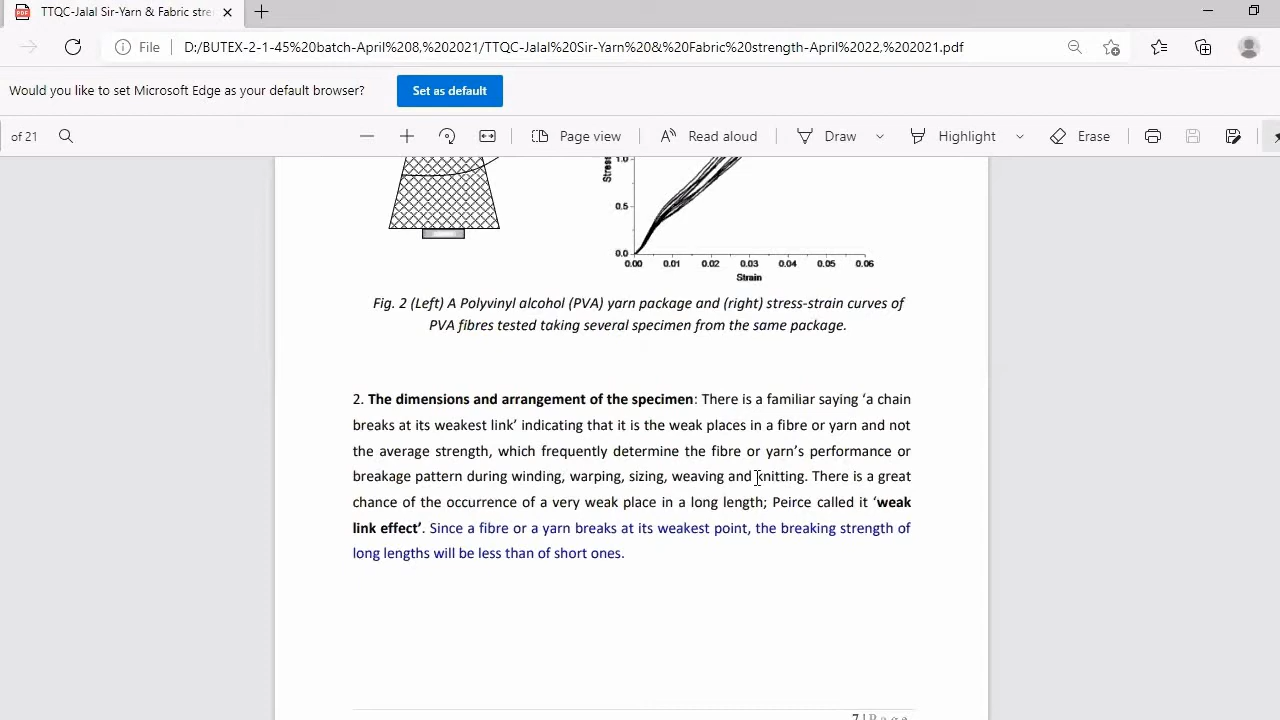 TTQC-Jalal Sir-Yarn & Fabric stre
File D:/BUTEX-2-1-45%20batch-April%208,%202021/TTQC-Jalal%20Sir-Yarn%20&%20Fabric%20strength-April%2022,%202021.pdf
Would you like to set Microsoft Edge as your default browser? Set as default
of 21 Page view Read aloud Draw Highlight Erase
1.0
Stress
0.5
0.0
0.00 0.01 0.02 0.03 0.04 0.05 0.06
Strain
Fig. 2 (Left) A Polyvinyl alcohol (PVA) yarn package and (right) stress-strain curves of
PVA fibres tested taking several specimen from the same package.
2. The dimensions and arrangement of the specimen: There is a familiar saying ‘a chain
breaks at its weakest link’ indicating that it is the weak places in a fibre or yarn and not
the average strength, which frequently determine the fibre or yarn’s performance or
breakage pattern during winding, warping, sizing, weaving and knitting. There is a great
chance of the occurrence of a very weak place in a long length; Peirce called it ‘weak
link effect’. Since a fibre or a yarn breaks at its weakest point, the breaking strength of
long lengths will be less than of short ones.
7 | P a g e